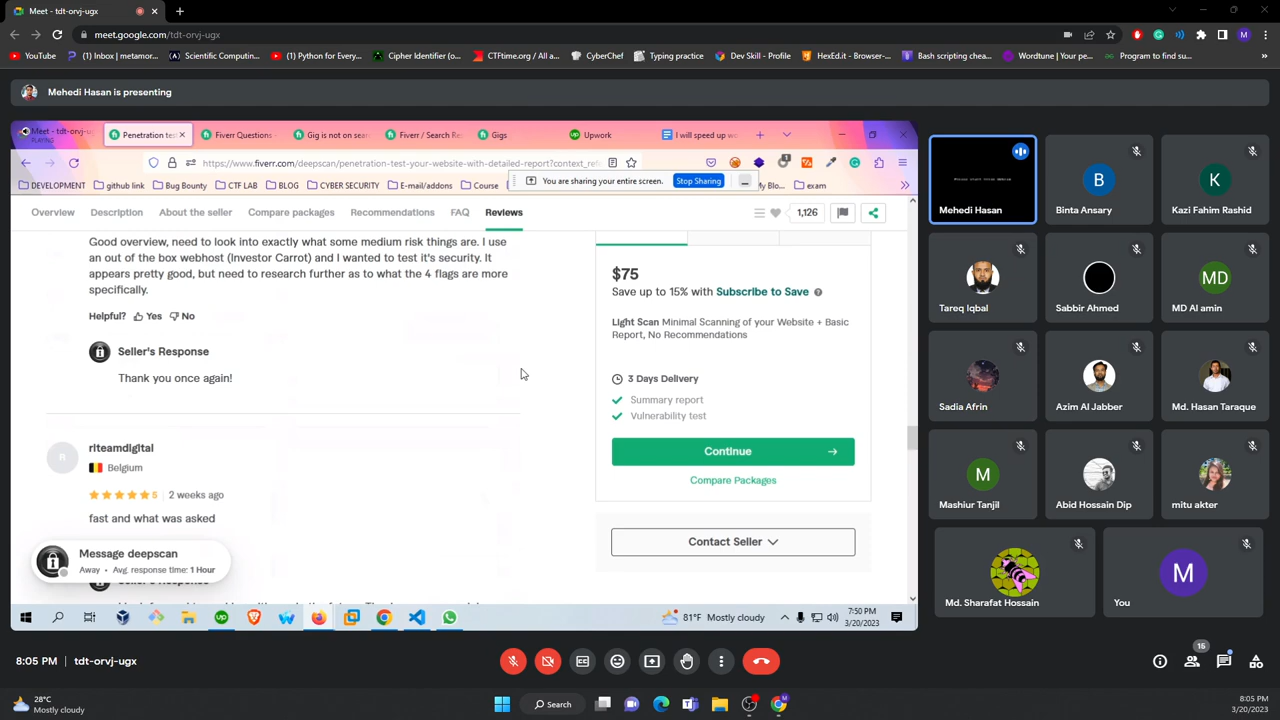 Meet - tdt-orvj-ugx
meet.google.com/tdt-orvj-ugx
YouTube
(1) Inbox | metamor...
Scientific Computin...
(1) Python for Every...
Cipher Identifier (o...
CTFtime.org / All a...
CyberChef
Typing practice
Dev Skill - Profile
HexEd.it - Browser-...
Bash scripting chea...
Wordtune | Your pe...
Program to find su...
Mehedi Hasan is presenting
Meet - tdt-orvj-ug
Penetration tes
Fiverr Questions -
Gig is not on sear
Fiverr / Search Res
Gigs
Upwork
I will speed up wo
https://www.fiverr.com/deepscan/penetration-test-your-website-with-detailed-report?context_refe
You are sharing your entire screen.
Stop Sharing
DEVELOPMENT
github link
Bug Bounty
CTF LAB
BLOG
CYBER SECURITY
E-mail/addons
Course
My Blo...
exam
Overview
Description
About the seller
Compare packages
Recommendations
FAQ
Reviews
1,126
Good overview, need to look into exactly what some medium risk things are. I use
an out of the box webhost (Investor Carrot) and I wanted to test it's security. It
appears pretty good, but need to research further as to what the 4 flags are more
specifically.
Helpful? Yes No
Seller's Response
Thank you once again!
R
riteamdigital
Belgium
5 | 2 weeks ago
fast and what was asked
Message deepscan
Away • Avg. response time: 1 Hour
$75
Save up to 15% with Subscribe to Save
Light Scan Minimal Scanning of your Website + Basic
Report, No Recommendations
3 Days Delivery
Summary report
Vulnerability test
Continue
Compare Packages
Contact Seller
81°F Mostly cloudy
7:50 PM
3/20/2023
Mehedi Hasan
B
Binta Ansary
K
Kazi Fahim Rashid
Tareq Iqbal
Sabbir Ahmed
MD
MD Al amin
Sadia Afrin
Azim Al Jabber
Md. Hasan Taraque
M
Mashiur Tanjil
Abid Hossain Dip
mitu akter
Md. Sharafat Hossain
M
You
8:05 PM | tdt-orvj-ugx
15
28°C
Mostly cloudy
Search
8:05 PM
3/20/2023